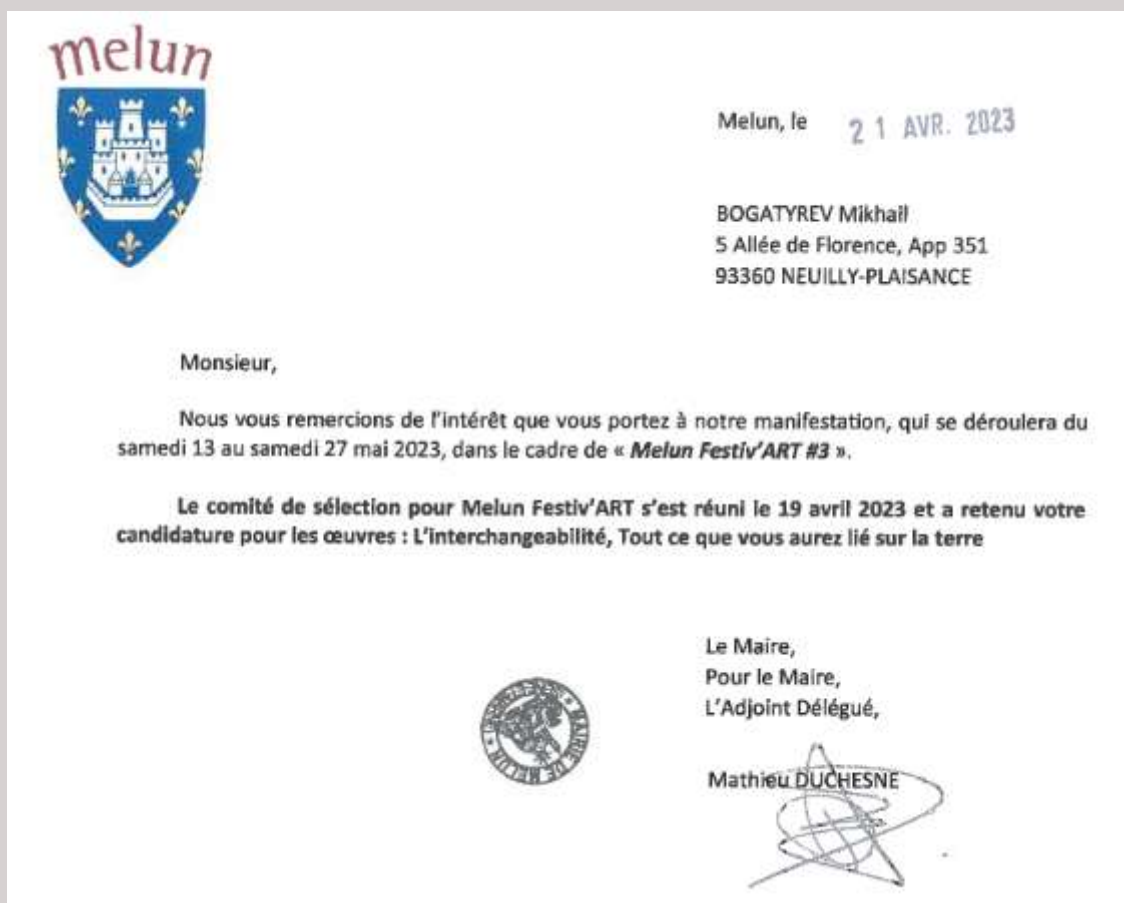 melun
Melun, le 21 AVR. 2023
BOGATYREV Mikhail
5 Allée de Florence, App 351
93360 NEUILLY-PLAISANCE
Monsieur,
Nous vous remercions de l'intérêt que vous portez à notre manifestation, qui se déroulera du
samedi 13 au samedi 27 mai 2023, dans le cadre de « Melun Festiv'ART #3 ».
Le comité de sélection pour Melun Festiv'ART s'est réuni le 19 avril 2023 et a retenu votre
candidature pour les œuvres : L'interchangeabilité, Tout ce que vous aurez lié sur la terre
Le Maire,
Pour le Maire,
L'Adjoint Délégué,
MAIRIE DE MELUN
Mathieu DUCHESNE